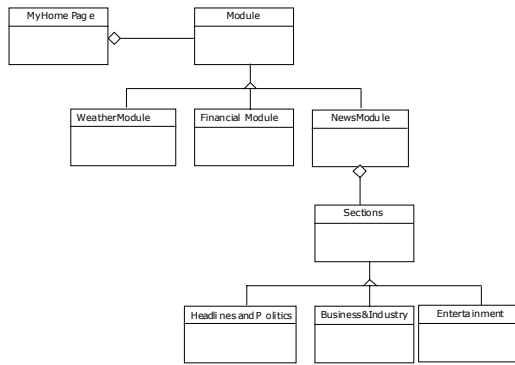 MyHome Page
Module
WeatherModule
Financial Module
NewsModule
Sections
Headlines and Politics
Business&Industry
Entertainment